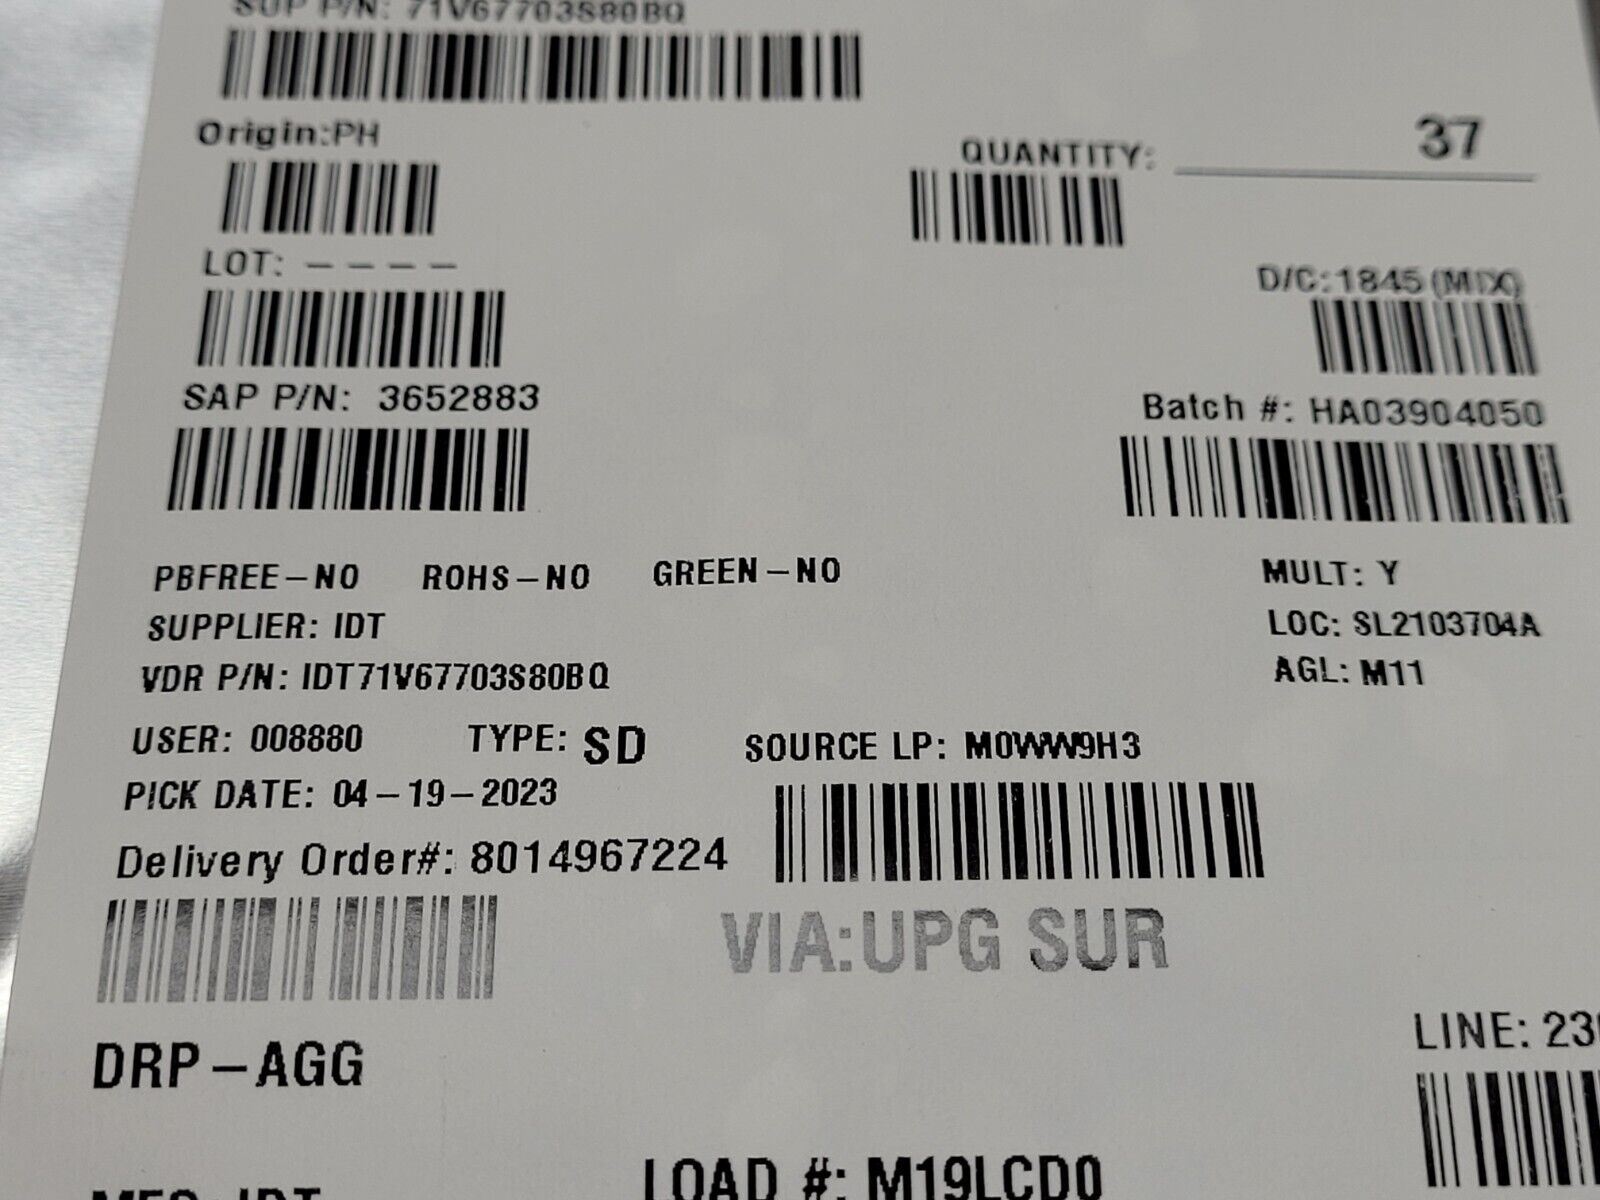 SUP P/N: 71V67703S80BQ
Origin:PH
QUANTITY: 37
LOT: ----
D/C:1845(MIX)
SAP P/N: 3652883
Batch #: HA03904050
PBFREE-NO ROHS-NO GREEN-NO
MULT: Y
SUPPLIER: IDT
LOC: SL2103704A
VDR P/N: IDT71V67703S80BQ
AGL: M11
USER: 008880 TYPE: SD SOURCE LP: M0WW9H3
PICK DATE: 04-19-2023
Delivery Order#: 8014967224
VIA:UPG SUR
LINE: 230
DRP-AGG
LOAD #: M19LCD0